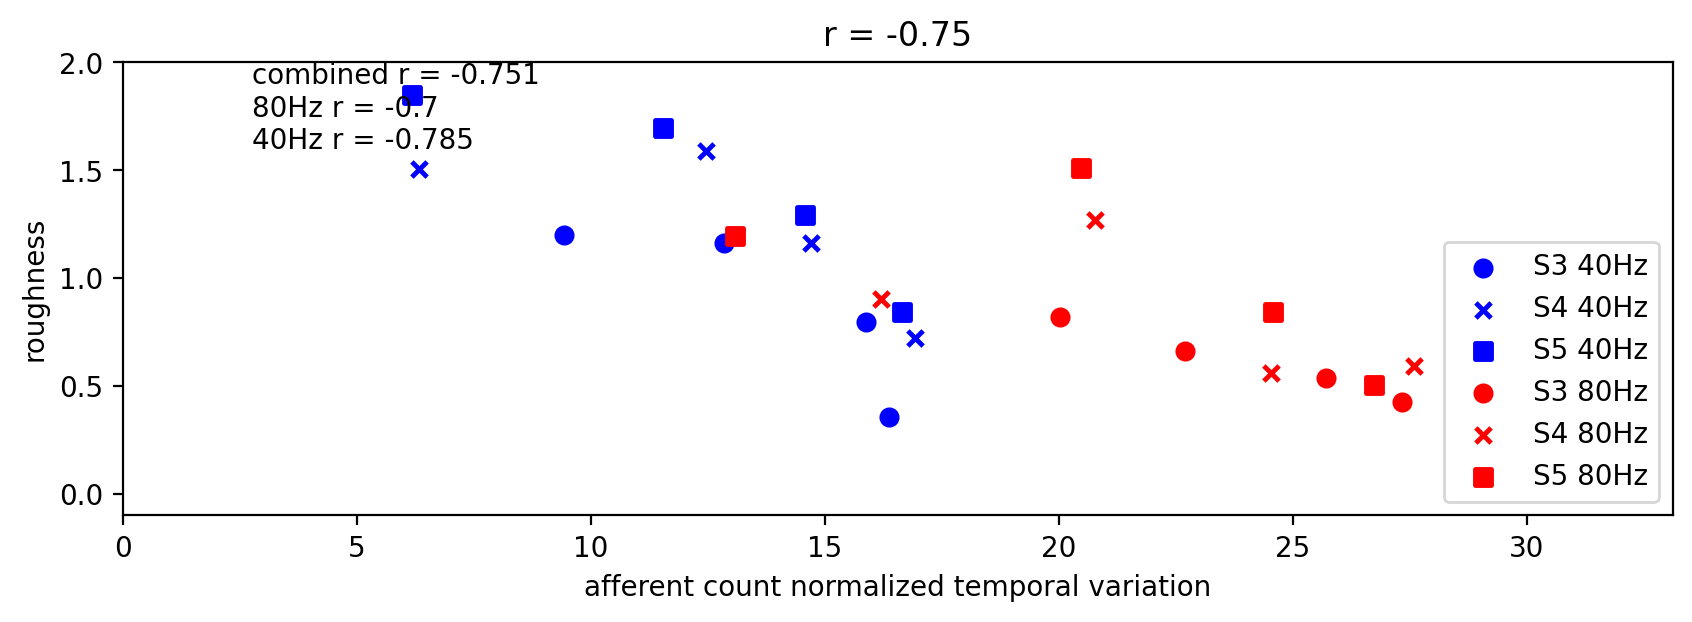 r = -0.75
combined r = -0.751
80Hz r = -0.7
40Hz r = -0.785
2.0
1.5
1.0
0.5
0.0
roughness
0 5 10 15 20 25 30
afferent count normalized temporal variation
S3 40Hz
S4 40Hz
S5 40Hz
S3 80Hz
S4 80Hz
S5 80Hz